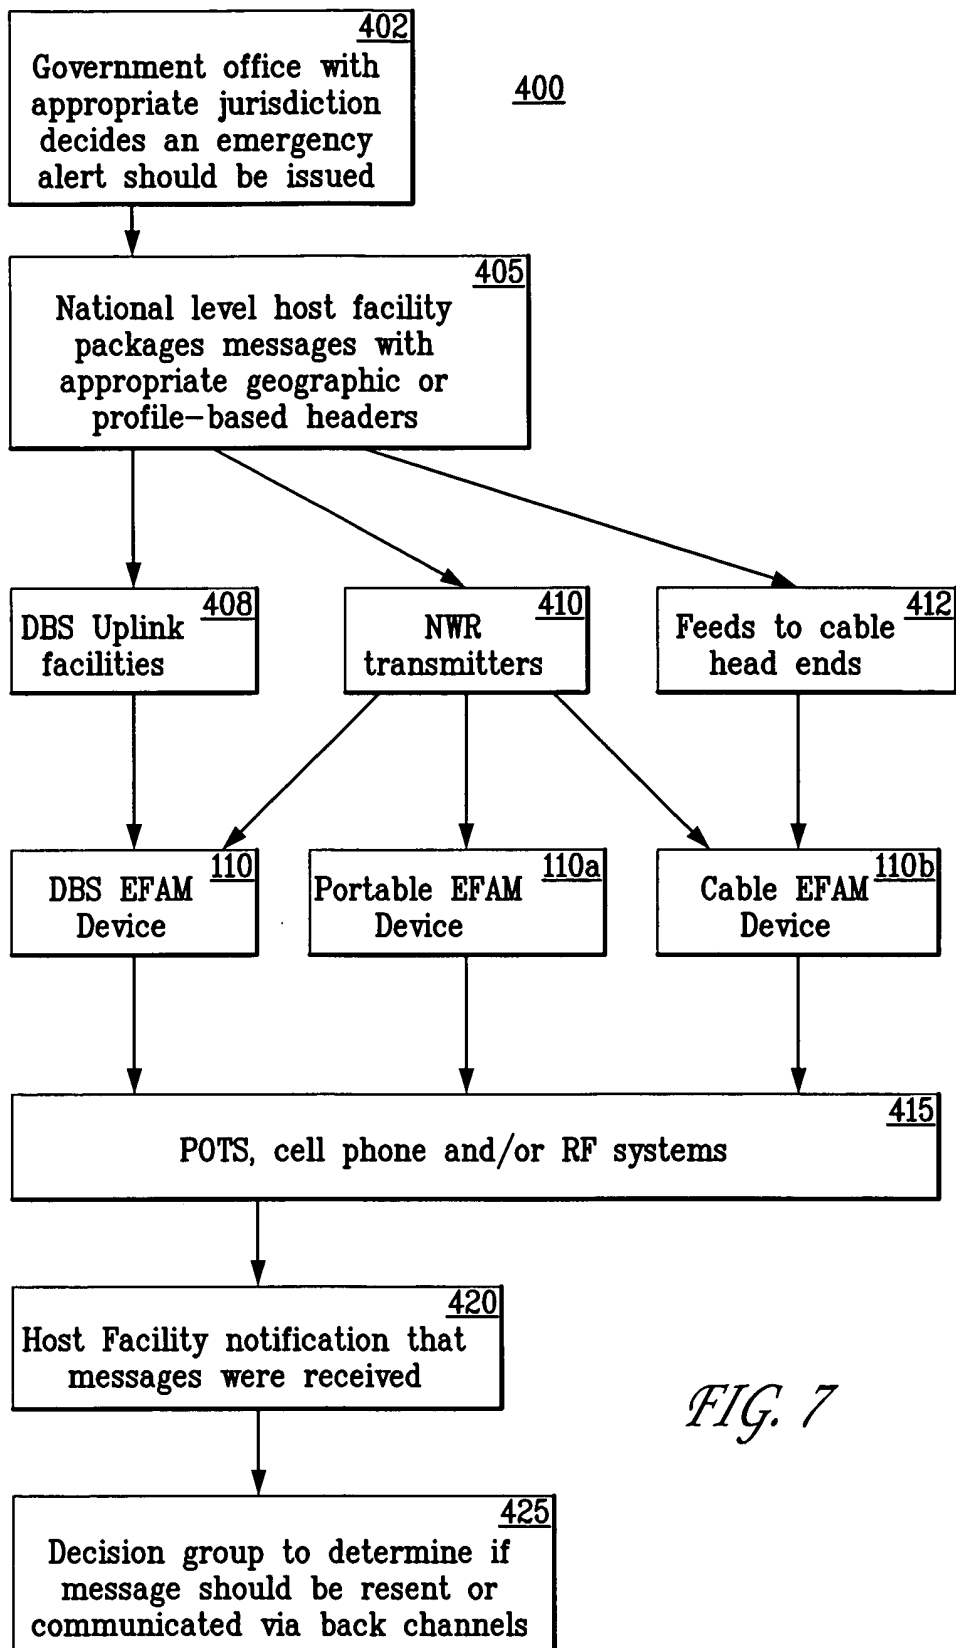 402
Government office with
appropriate jurisdiction
decides an emergency
alert should be issued
400
405
National level host facility
packages messages with
appropriate geographic or
profile-based headers
408
DBS Uplink
facilities
410
NWR
transmitters
412
Feeds to cable
head ends
110
DBS EFAM
Device
110a
Portable EFAM
Device
110b
Cable EFAM
Device
415
POTS, cell phone and/or RF systems
420
Host Facility notification that
messages were received
FIG. 7
425
Decision group to determine if
message should be resent or
communicated via back channels